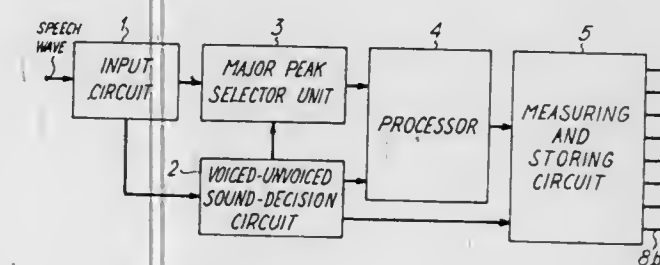 SPEECH
WAVE
1
INPUT
CIRCUIT
3
MAJOR PEAK
SELECTOR UNIT
2
VOICED-UNVOICED
SOUND-DECISION
CIRCUIT
4
PROCESSOR
5
MEASURING
AND
STORING
CIRCUIT
8b